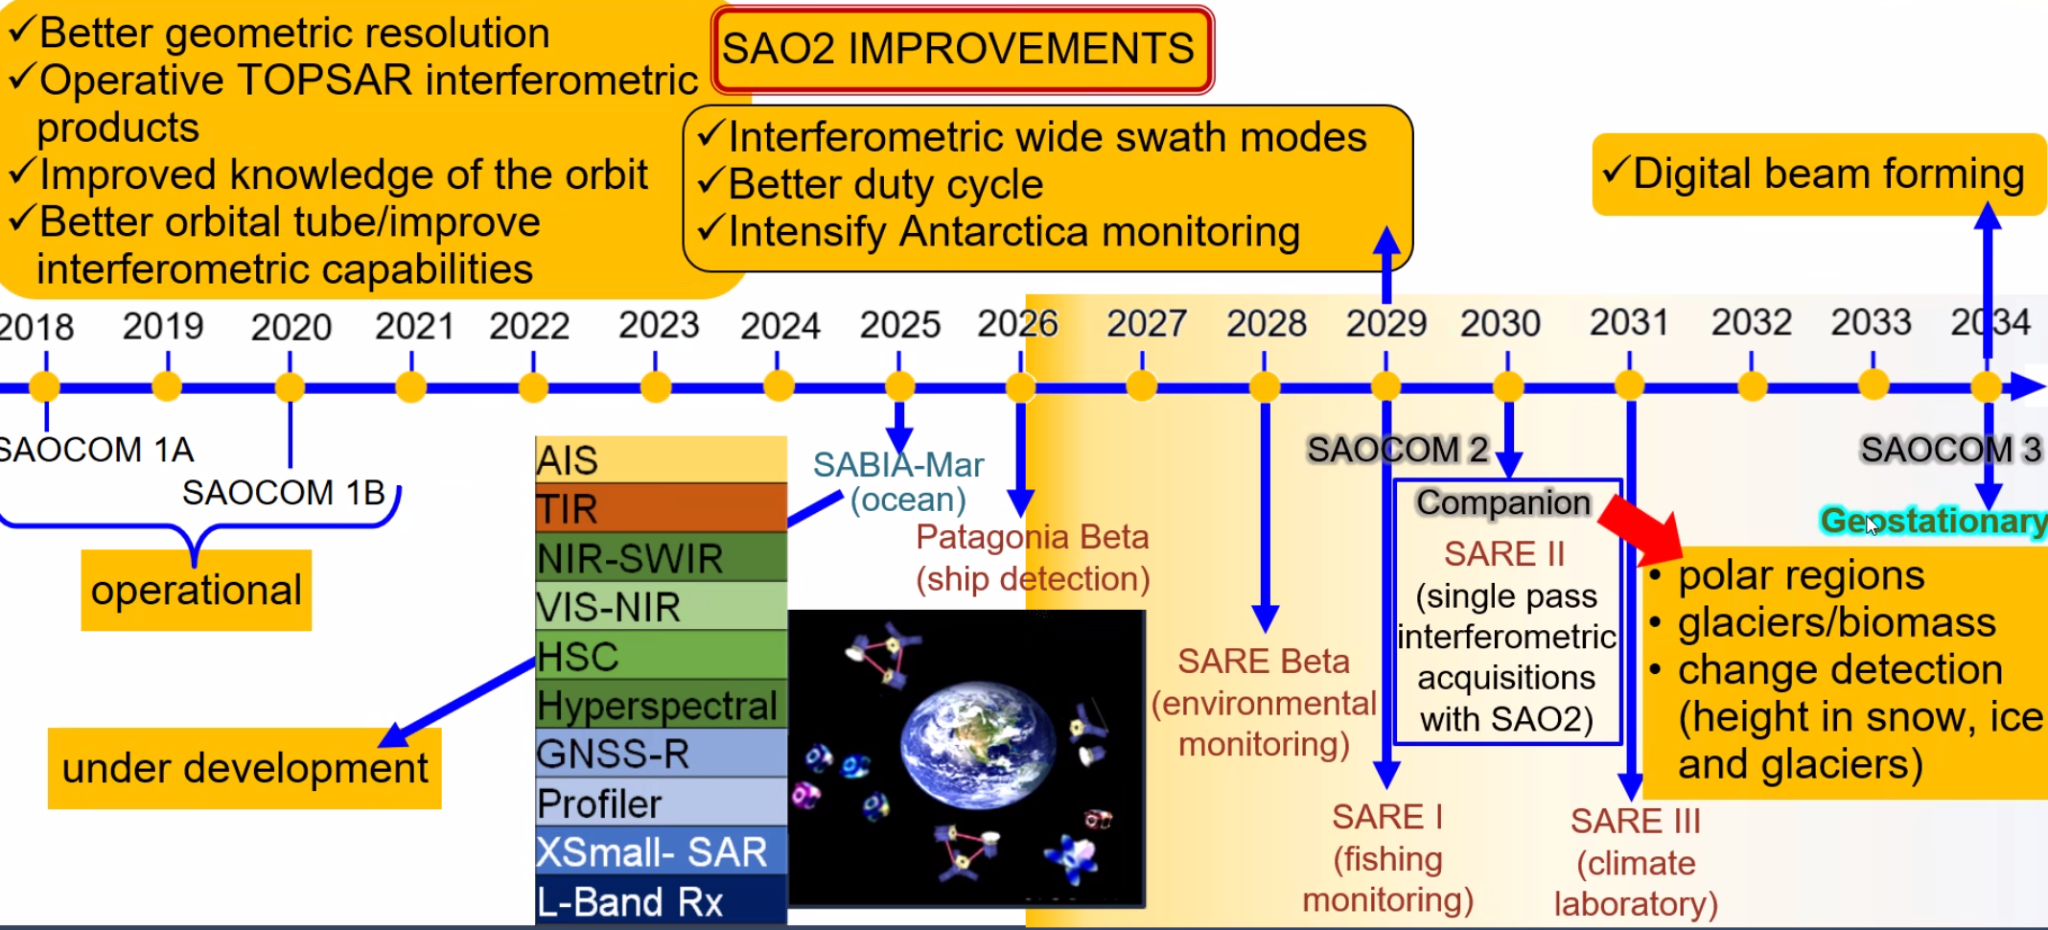 ✓Better geometric resolution
✓Operative TOPSAR interferometric
products
✓Improved knowledge of the orbit
✓Better orbital tube/improve
interferometric capabilities
SAO2 IMPROVEMENTS
✓Interferometric wide swath modes
✓Better duty cycle
✓Intensify Antarctica monitoring
✓Digital beam forming
2018 2019 2020 2021 2022 2023 2024 2025 2026 2027 2028 2029 2030 2031 2032 2033 2034
SAOCOM 1A
SAOCOM 1B
operational
under development
AIS
TIR
NIR-SWIR
VIS-NIR
HSC
Hyperspectral
GNSS-R
Profiler
XSmall- SAR
L-Band Rx
SABIA-Mar
(ocean)
Patagonia Beta
(ship detection)
SARE Beta
(environmental
monitoring)
SAOCOM 2
SARE I
(fishing
monitoring)
Companion
SARE II
(single pass
interferometric
acquisitions
with SAO2)
SARE III
(climate
laboratory)
SAOCOM 3
Geostationary
• polar regions
• glaciers/biomass
• change detection
(height in snow, ice
and glaciers)